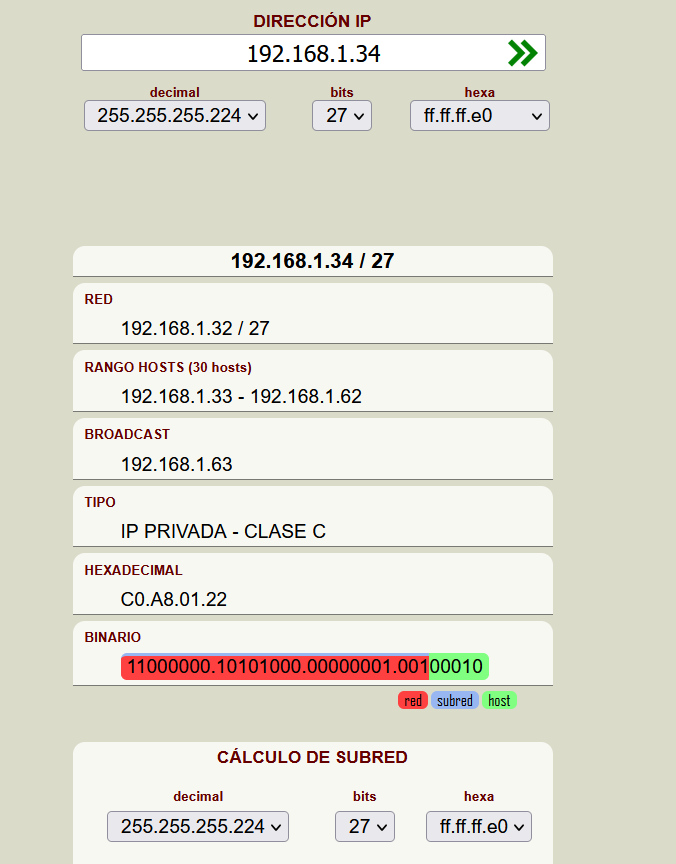 DIRECCIÓN IP
192.168.1.34
decimal bits hexa
255.255.255.224 27 ff.ff.ff.e0
192.168.1.34 / 27
RED
192.168.1.32 / 27
RANGO HOSTS (30 hosts)
192.168.1.33 - 192.168.1.62
BROADCAST
192.168.1.63
TIPO
IP PRIVADA - CLASE C
HEXADECIMAL
C0.A8.01.22
BINARIO
11000000.10101000.00000001.00100010
red subred host
CÁLCULO DE SUBRED
decimal bits hexa
255.255.255.224 27 ff.ff.ff.e0